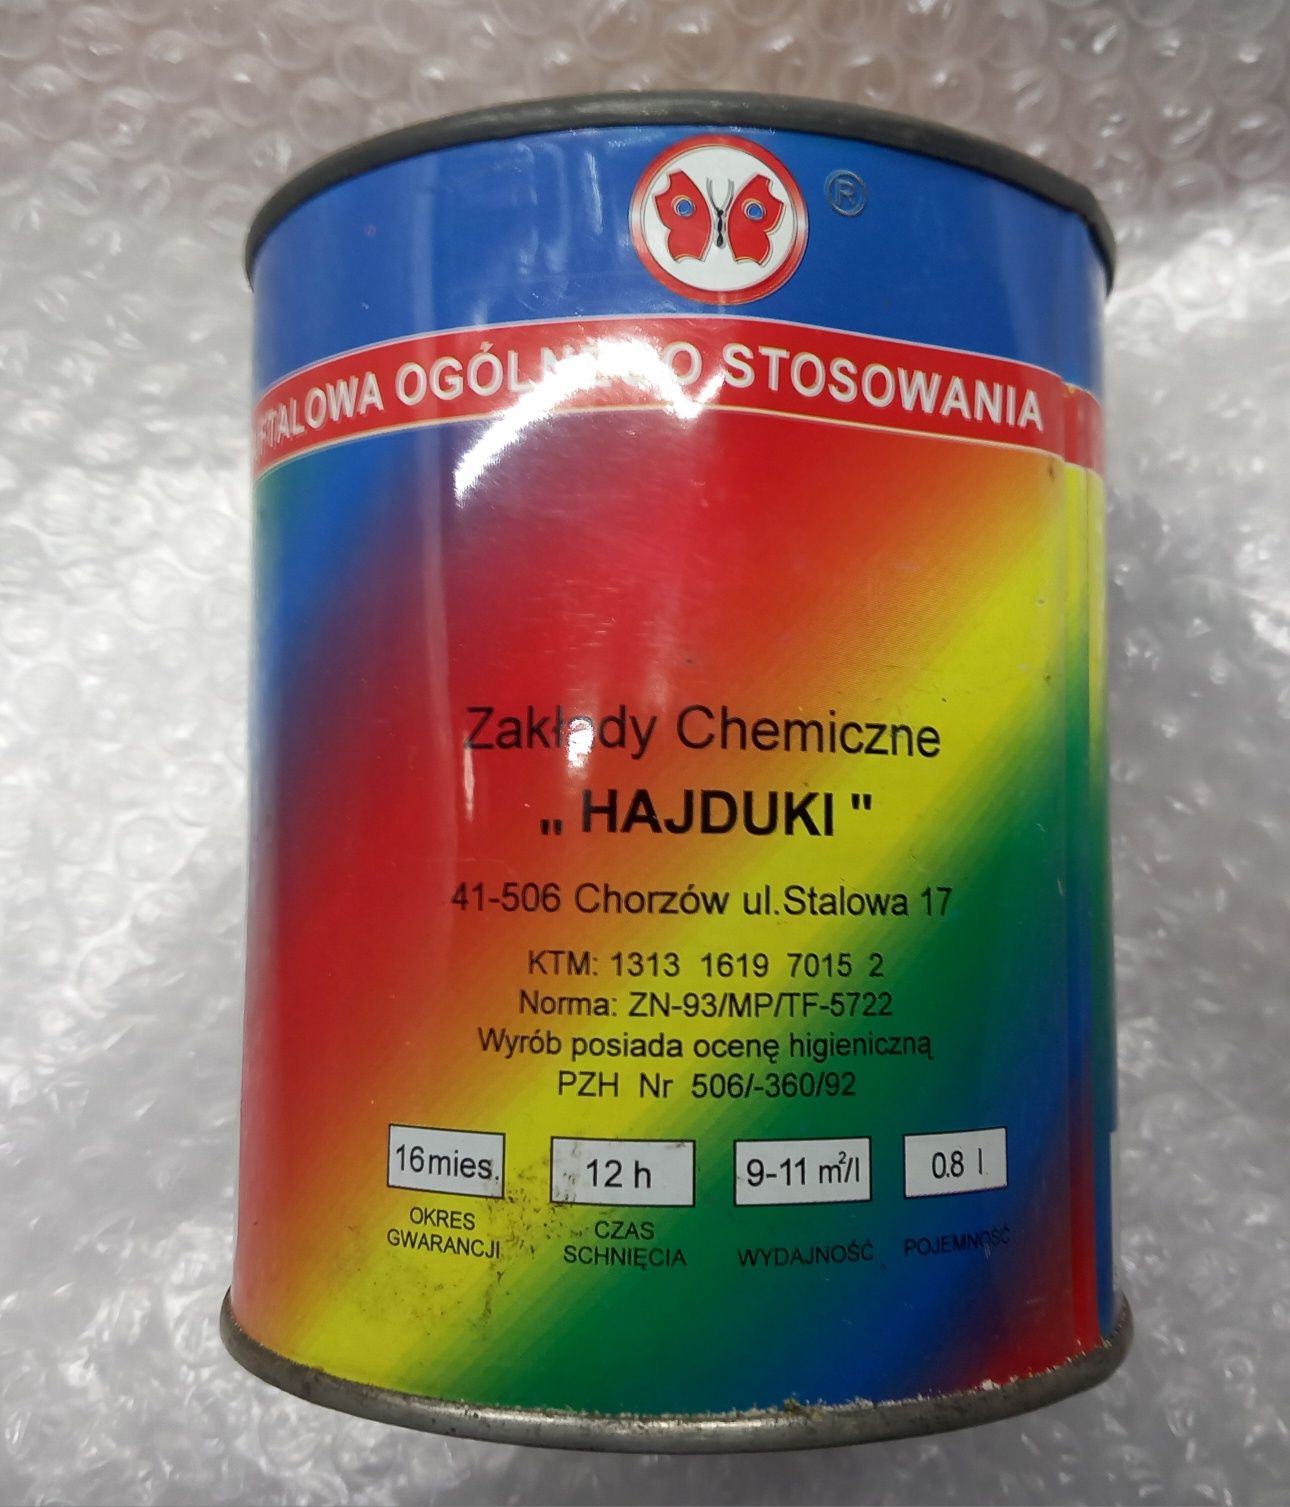 ®
OGÓLNEGO STOSOWANIA
Zakłady Chemiczne
„ HAJDUKI "
41-506 Chorzów ul.Stalowa 17
KTM: 1313 1619 7015 2
Norma: ZN-93/MP/TF-5722
Wyrób posiada ocenę higieniczną
PZH Nr 506/-360/92
16mies. 12 h 9-11 m²/l 0.8 l
OKRES GWARANCJI CZAS SCHNIĘCIA WYDAJNOŚĆ POJEMNOŚĆ